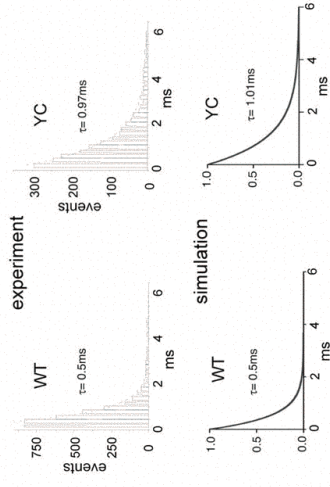 experiment
WT
τ= 0.5ms
750
500
250
0
events
0 2 4 6
ms
YC
τ= 0.97ms
300
200
100
0
events
0 2 4 6
ms
simulation
WT
τ= 0.5ms
1.0
0.5
0.0
0 2 4 6
ms
YC
τ= 1.01ms
1.0
0.5
0.0
0 2 4 6
ms